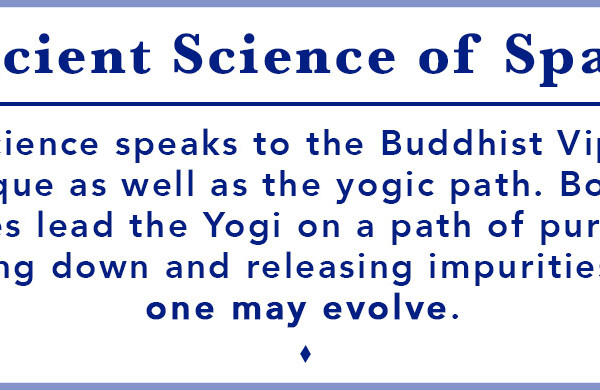 cient Science of Spa
cience speaks to the Buddhist Vip
que as well as the yogic path. Bo
es lead the Yogi on a path of pur
ng down and releasing impurities
one may evolve.